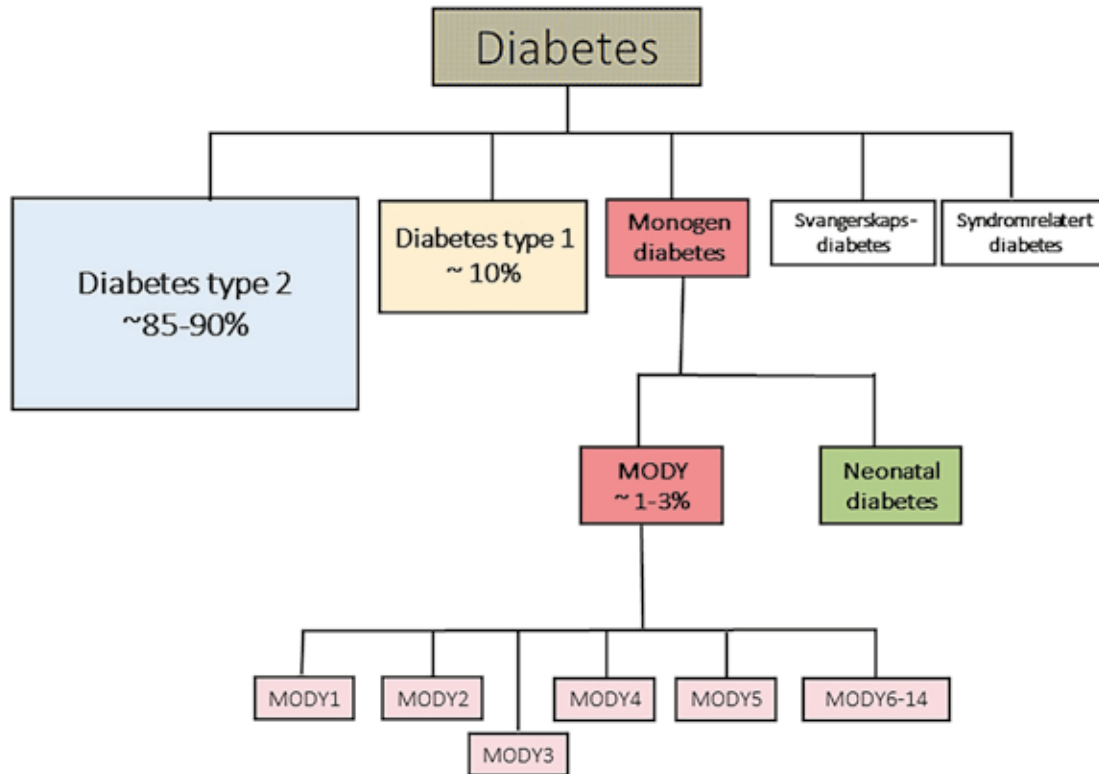 Diabetes
Diabetes type 2
~85-90%
Diabetes type 1
~ 10%
Monogen
diabetes
Svangerskaps-
diabetes
Syndromrelatert
diabetes
MODY
~ 1-3%
Neonatal
diabetes
MODY1
MODY2
MODY3
MODY4
MODY5
MODY6-14